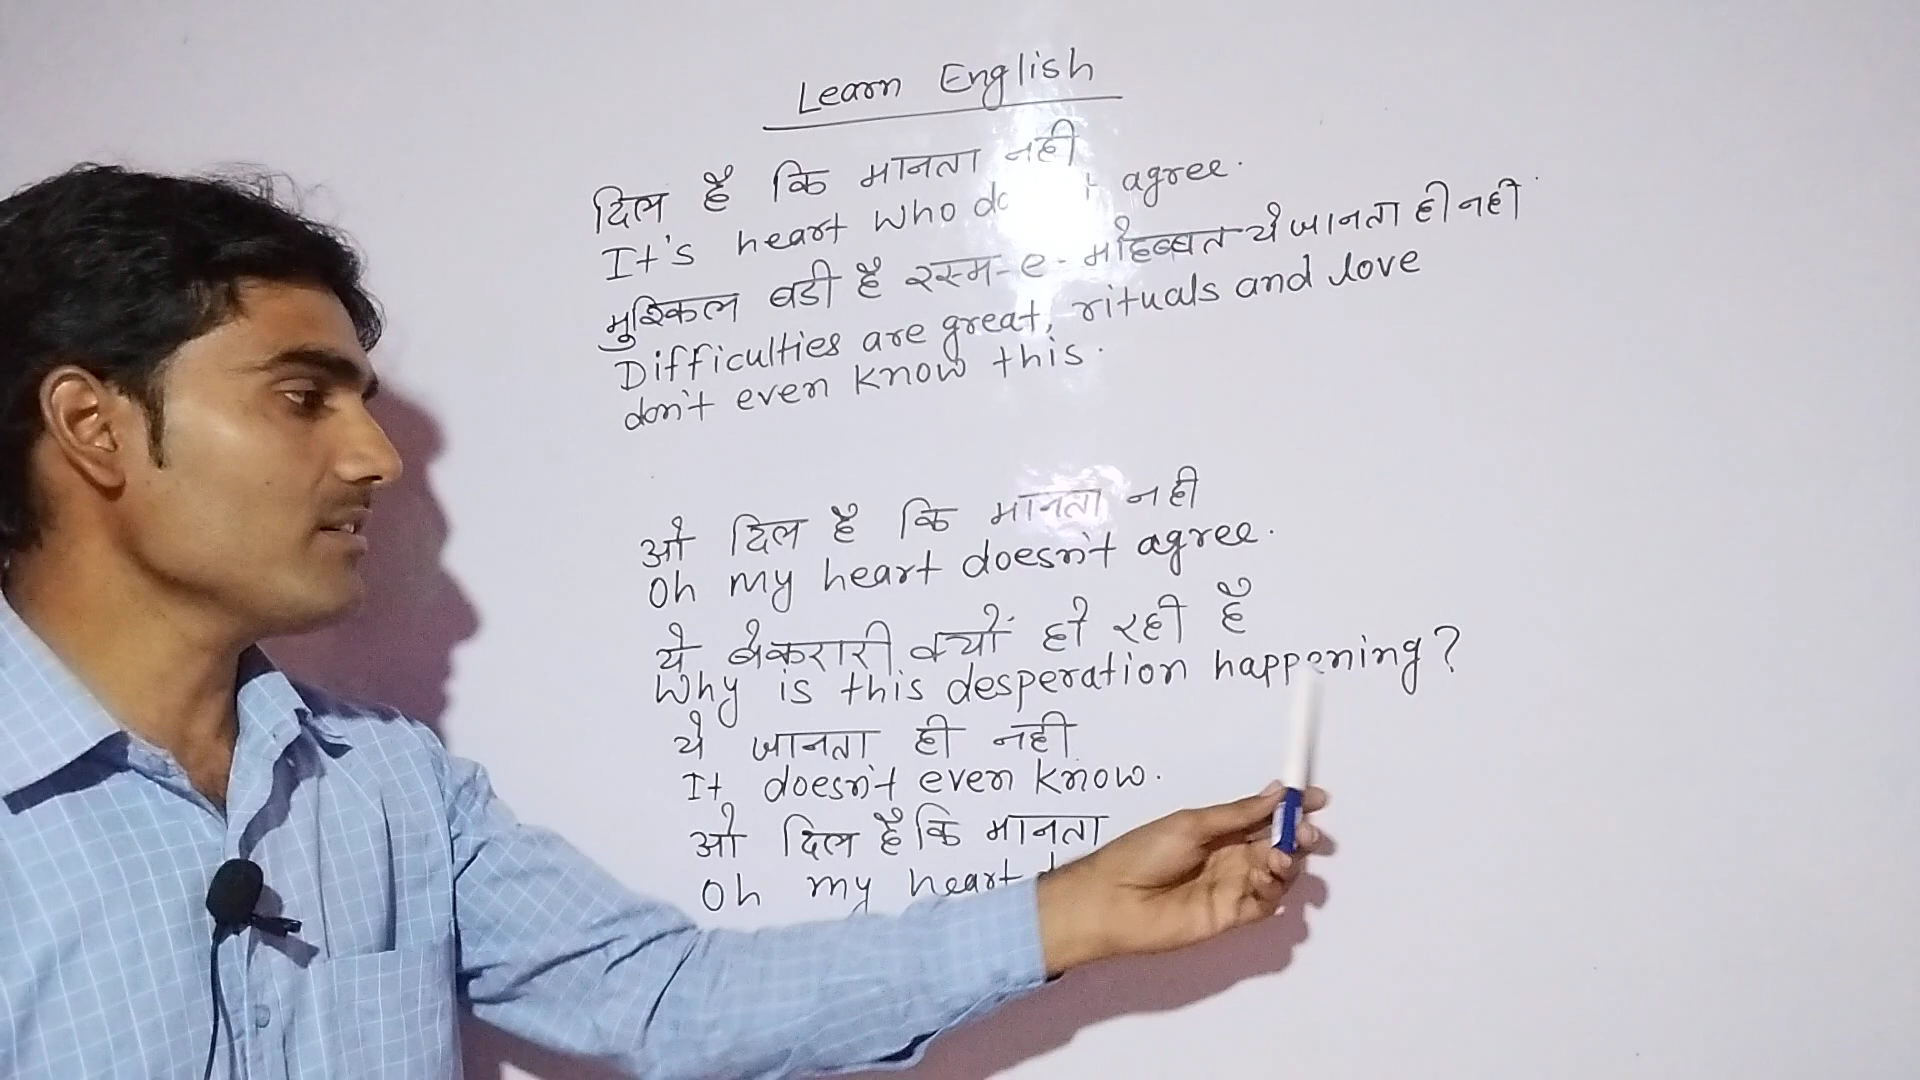 Learn English
दिल है कि मानता नही
It's heart who agree.
मुश्किल बडी है रस्म-ए-मोहब्बत ये जानता ही नही
Difficulties are great, rituals and love
don't even know this.
ओ दिल है कि मानता नही
Oh my heart doesn't agree.
ये बेकरारी क्यों हो रही है
Why is this desperation happening?
ये जानता ही नही
It doesn't even know.
ओ दिल है कि मानता
Oh my heart